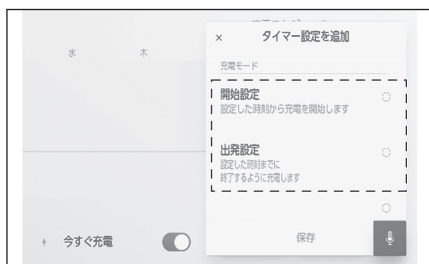 水
木
× タイマー設定を追加
充電モード
開始設定
設定した時刻から充電を開始します
出発設定
設定した時刻までに
終了するように充電します
今すぐ充電
保存